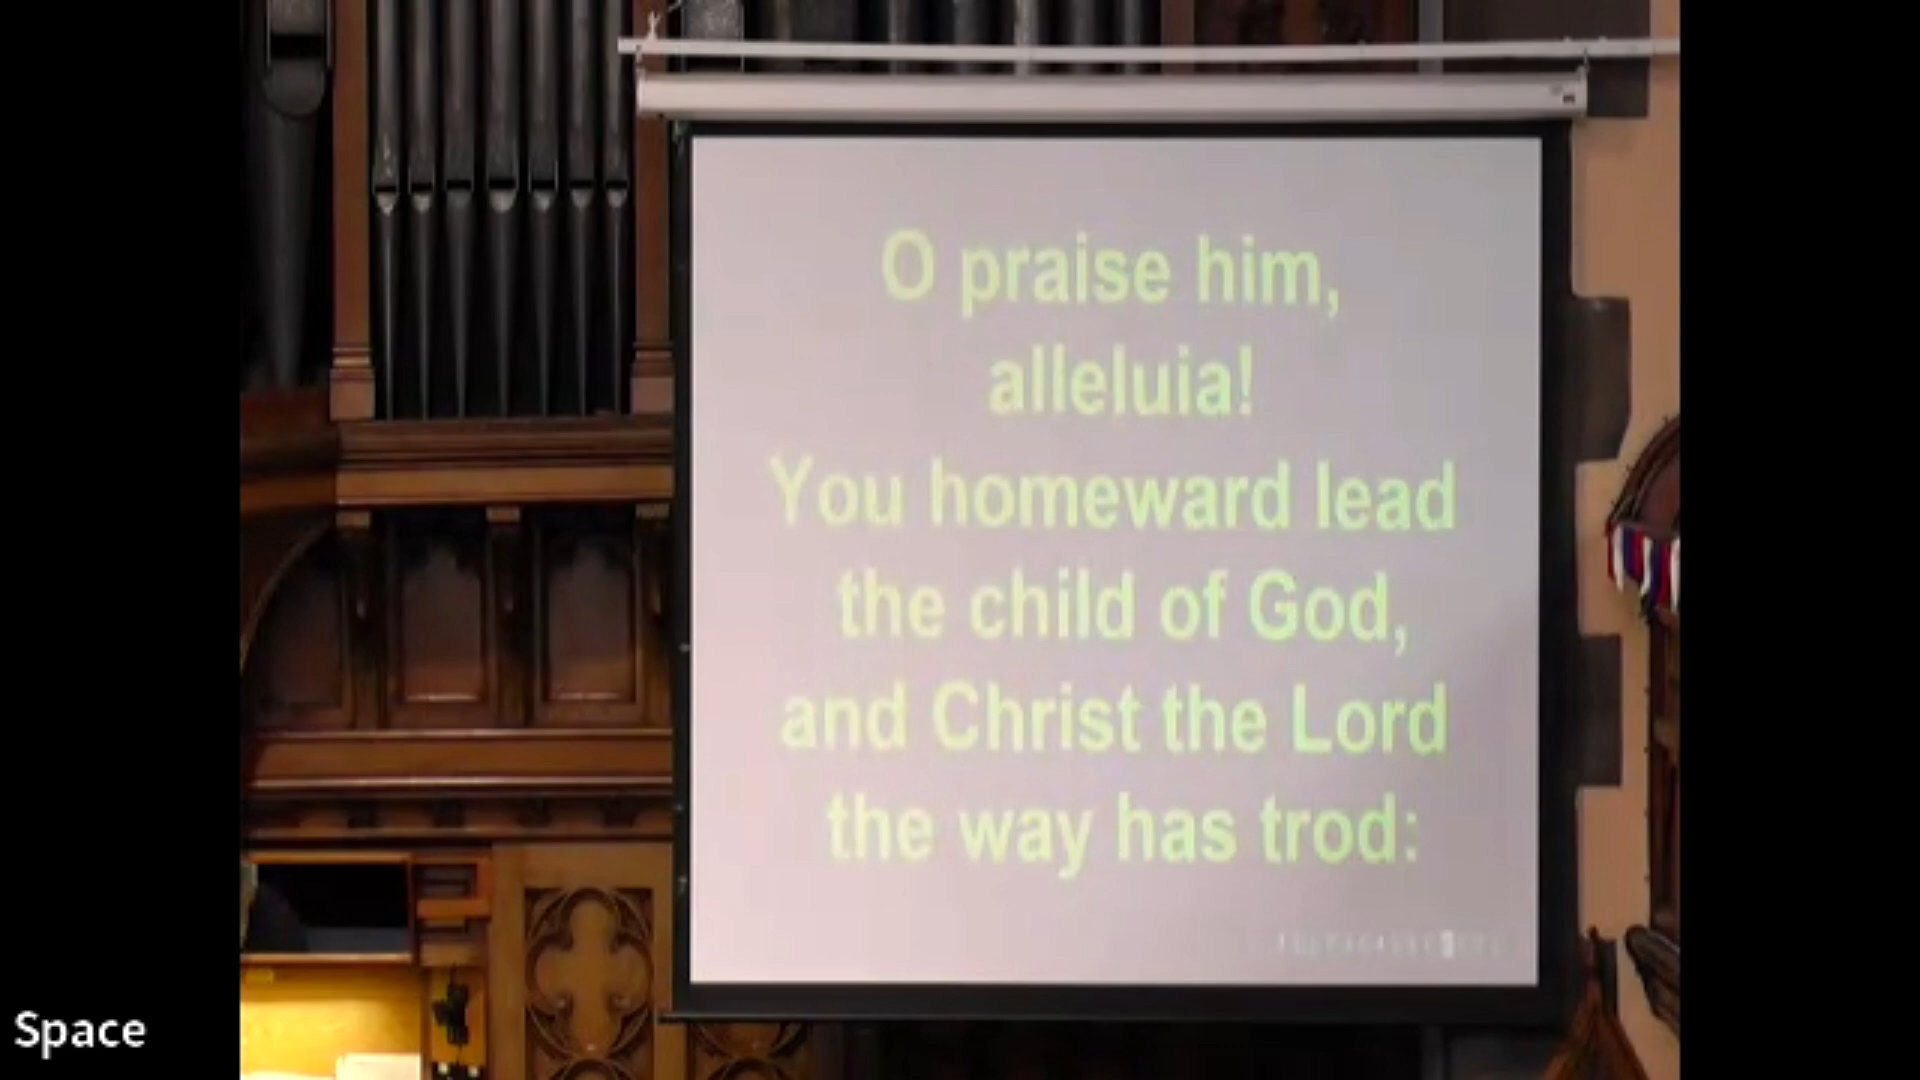 O praise him,
alleluia!
You homeward lead
the child of God,
and Christ the Lord
the way has trod:
Space